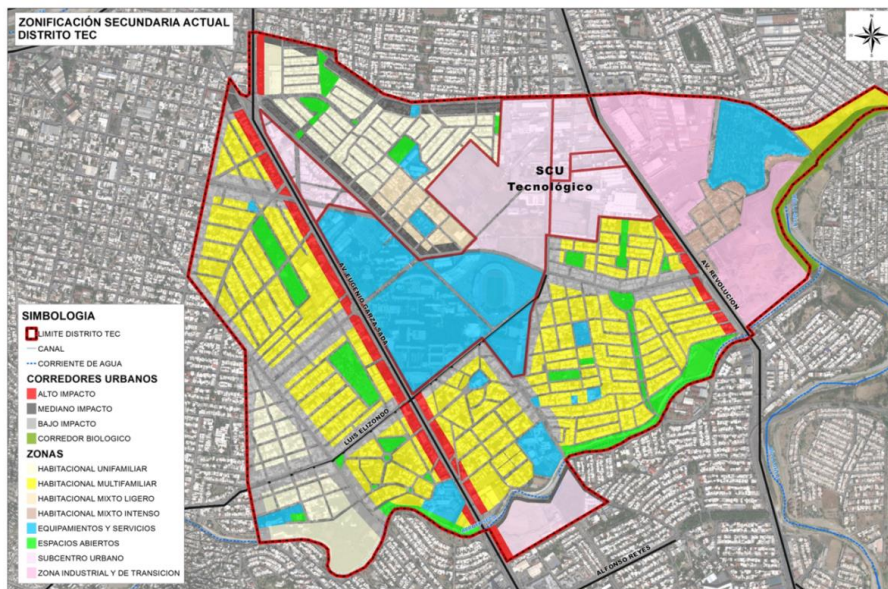 ZONIFICACIÓN SECUNDARIA ACTUAL
DISTRITO TEC
SCU
Tecnológico
AV. EUGENIO GARZA SADA
AV. REVOLUCION
LUIS ELIZONDO
ALFONSO REYES
SIMBOLOGIA
LIMITE DISTRITO TEC
CANAL
CORRIENTE DE AGUA
CORREDORES URBANOS
ALTO IMPACTO
MEDIANO IMPACTO
BAJO IMPACTO
CORREDOR BIOLOGICO
ZONAS
HABITACIONAL UNIFAMILIAR
HABITACIONAL MULTIFAMILIAR
HABITACIONAL MIXTO LIGERO
HABITACIONAL MIXTO INTENSO
EQUIPAMIENTOS Y SERVICIOS
ESPACIOS ABIERTOS
SUBCENTRO URBANO
ZONA INDUSTRIAL Y DE TRANSICION